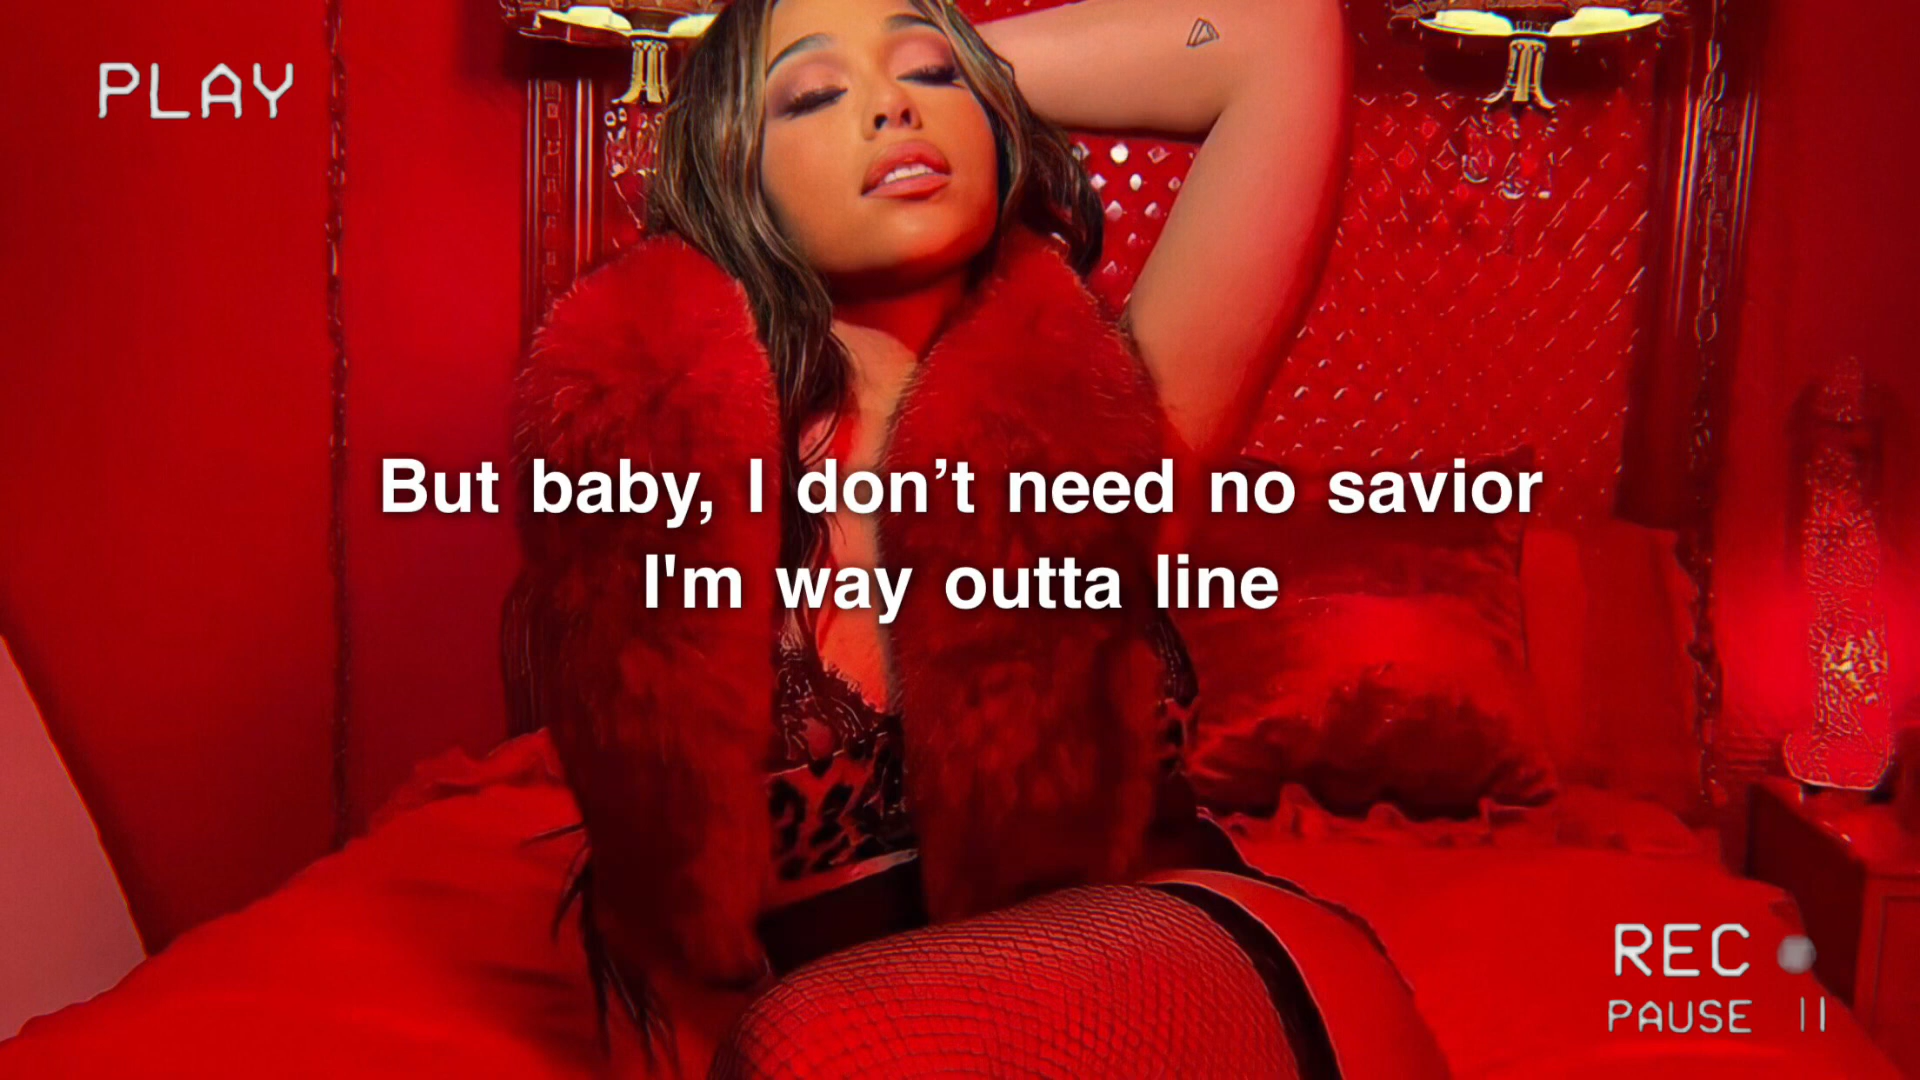 PLAY
But baby, I don’t need no savior
I'm way outta line
REC
PAUSE